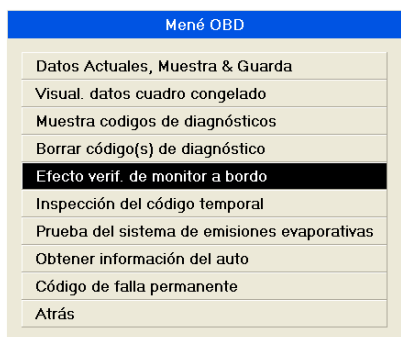 Mené OBD
Datos Actuales, Muestra & Guarda
Visual. datos cuadro congelado
Muestra codigos de diagnósticos
Borrar código(s) de diagnóstico
Efecto verif. de monitor a bordo
Inspección del código temporal
Prueba del sistema de emisiones evaporativas
Obtener información del auto
Código de falla permanente
Atrás